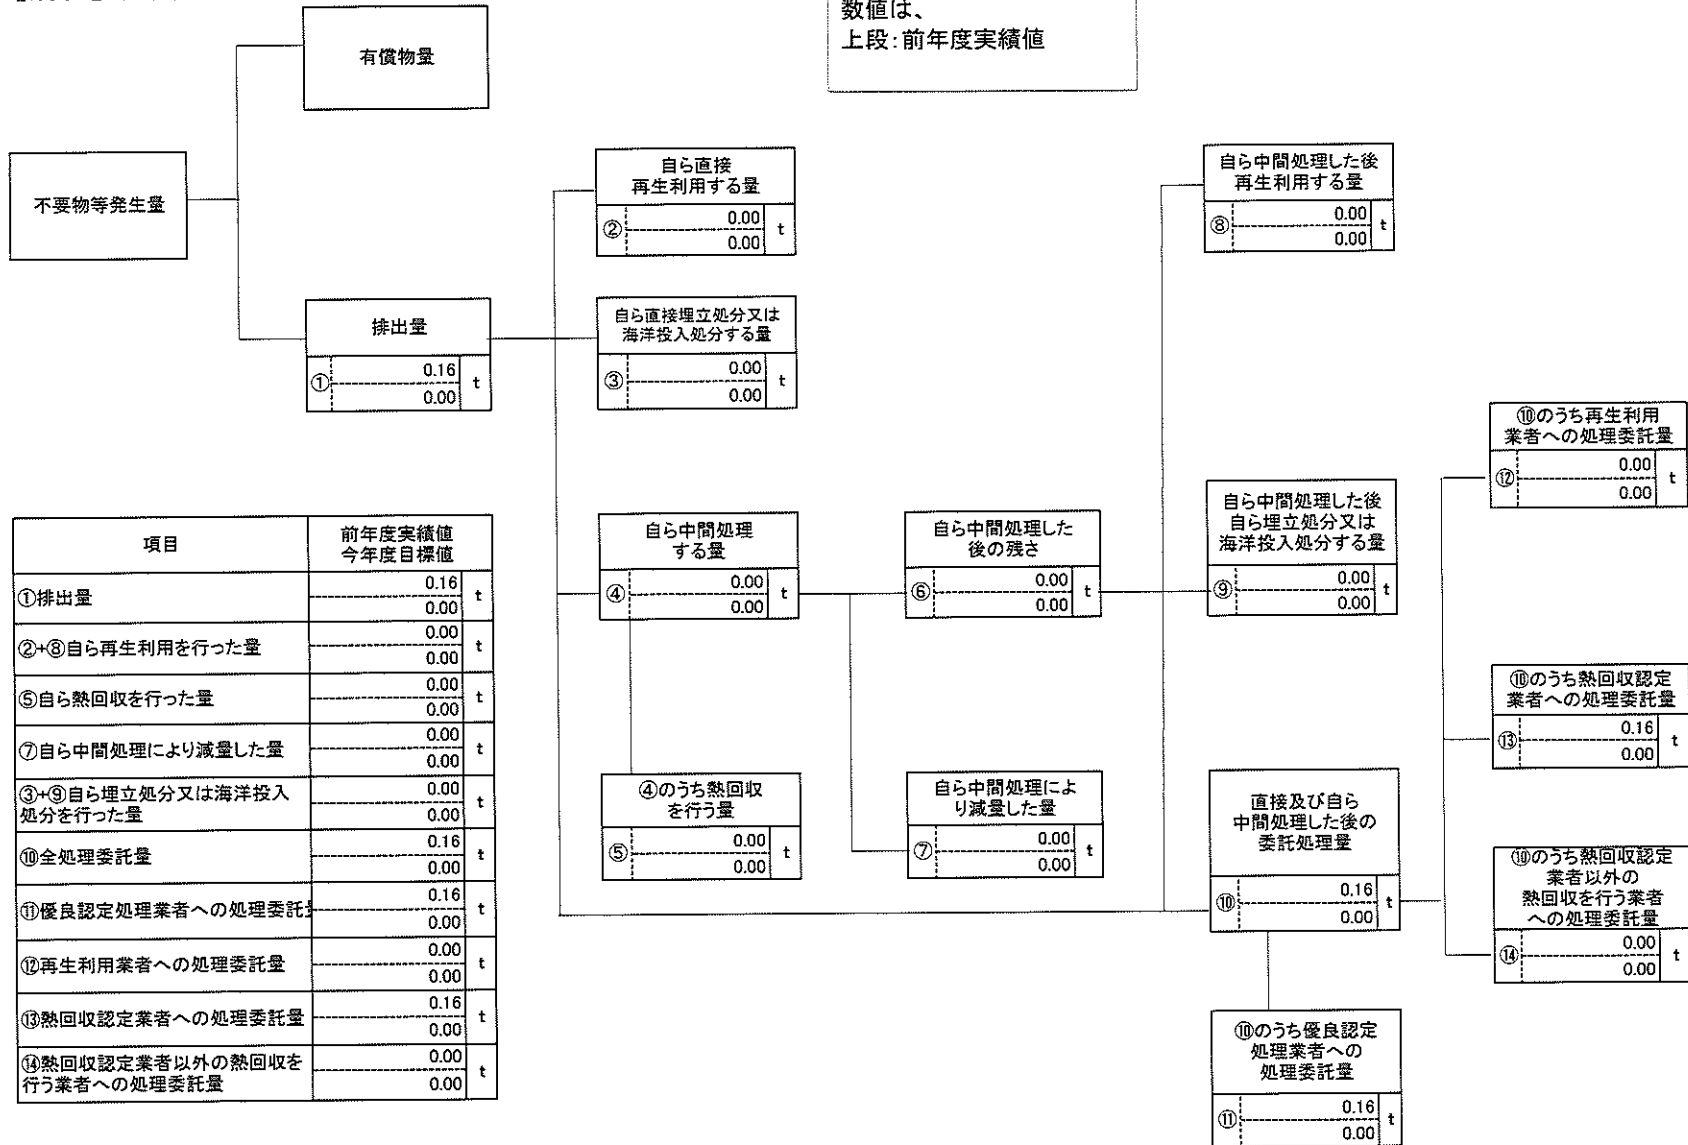 数値は、
上段:前年度実績値
有償物量
不要物等発生量
排出量
① 0.16 t
0.00
自ら直接
再生利用する量
② 0.00 t
0.00
自ら直接埋立処分又は
海洋投入処分する量
③ 0.00 t
0.00
自ら中間処理
する量
④ 0.00 t
0.00
④のうち熱回収
を行う量
⑤ 0.00 t
0.00
自ら中間処理した
後の残さ
⑥ 0.00 t
0.00
自ら中間処理によ
り減量した量
⑦ 0.00 t
0.00
自ら中間処理した後
再生利用する量
⑧ 0.00 t
0.00
自ら中間処理した後
自ら埋立処分又は
海洋投入処分する量
⑨ 0.00 t
0.00
直接及び自ら
中間処理した後の
委託処理量
⑩ 0.16 t
0.00
⑩のうち優良認定
処理業者への
処理委託量
⑪ 0.16 t
0.00
⑩のうち再生利用
業者への処理委託量
⑫ 0.00 t
0.00
⑩のうち熱回収認定
業者への処理委託量
⑬ 0.16 t
0.00
⑩のうち熱回収認定
業者以外の
熱回収を行う業者
への処理委託量
⑭ 0.00 t
0.00
項目 前年度実績値
今年度目標値
①排出量 0.16 t
0.00
②+⑧自ら再生利用を行った量 0.00 t
0.00
⑤自ら熱回収を行った量 0.00 t
0.00
⑦自ら中間処理により減量した量 0.00 t
0.00
③+⑨自ら埋立処分又は海洋投入
処分を行った量 0.00 t
0.00
⑩全処理委託量 0.16 t
0.00
⑪優良認定処理業者への処理委託 0.16 t
0.00
⑫再生利用業者への処理委託量 0.00 t
0.00
⑬熱回収認定業者への処理委託量 0.16 t
0.00
⑭熱回収認定業者以外の熱回収を
行う業者への処理委託量 0.00 t
0.00